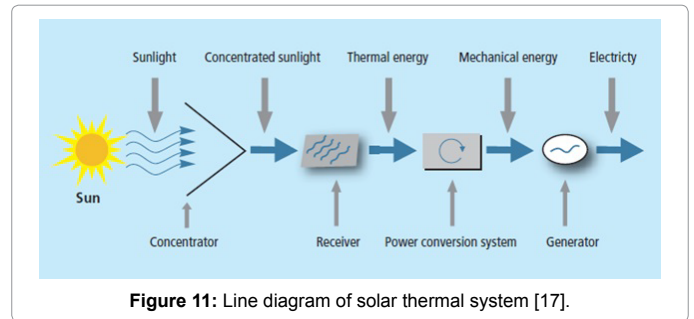 Sunlight Concentrated sunlight Thermal energy Mechanical energy Electricty
Sun
Concentrator Receiver Power conversion system Generator
Figure 11: Line diagram of solar thermal system [17].